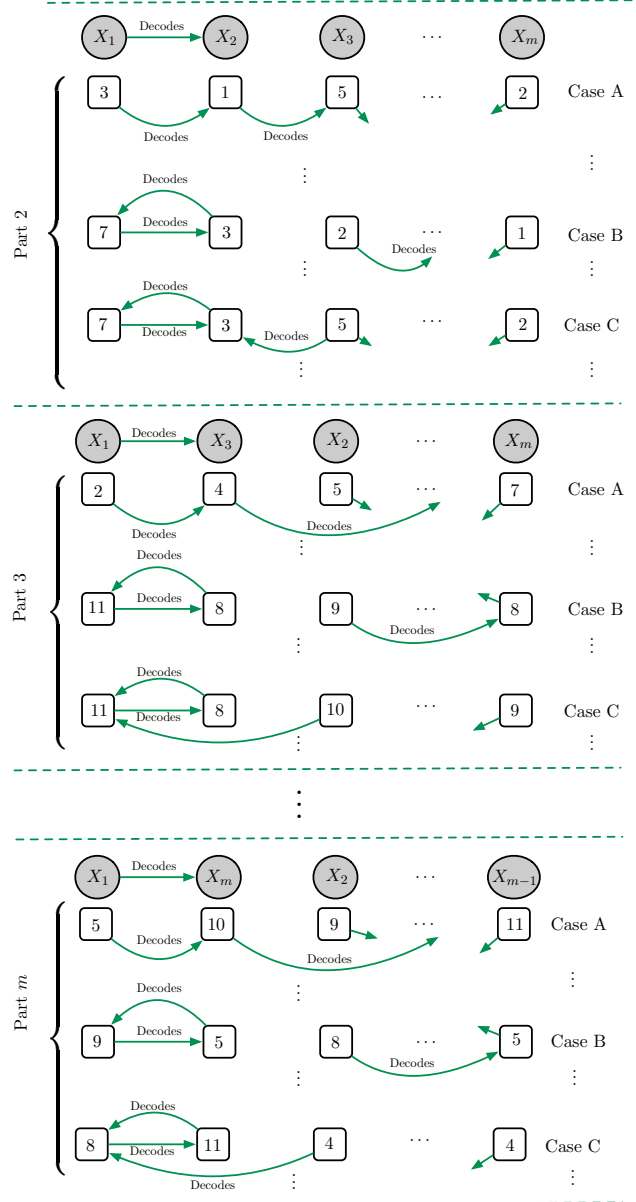 X₁ Decodes X₂ X₃ ⋯ Xₘ
3 1 5 ⋯ 2 Case A
Decodes Decodes
⋮ ⋮
Part 2
Decodes
7 Decodes 3 2 ⋯ 1 Case B
Decodes
⋮ ⋮
Decodes
7 Decodes 3 Decodes 5 ⋯ 2 Case C
⋮ ⋮
X₁ Decodes X₃ X₂ ⋯ Xₘ
2 4 5 ⋯ 7 Case A
Decodes Decodes
⋮ ⋮
Part 3
Decodes
11 Decodes 8 9 ⋯ 8 Case B
Decodes
⋮ ⋮
Decodes
11 Decodes 8 10 ⋯ 9 Case C
⋮ ⋮
⋮
X₁ Decodes Xₘ X₂ ⋯ Xₘ₋₁
5 10 9 ⋯ 11 Case A
Decodes Decodes
⋮ ⋮
Part m
Decodes
9 Decodes 5 8 ⋯ 5 Case B
Decodes
⋮ ⋮
Decodes
8 Decodes 11 4 ⋯ 4 Case C
Decodes
⋮ ⋮